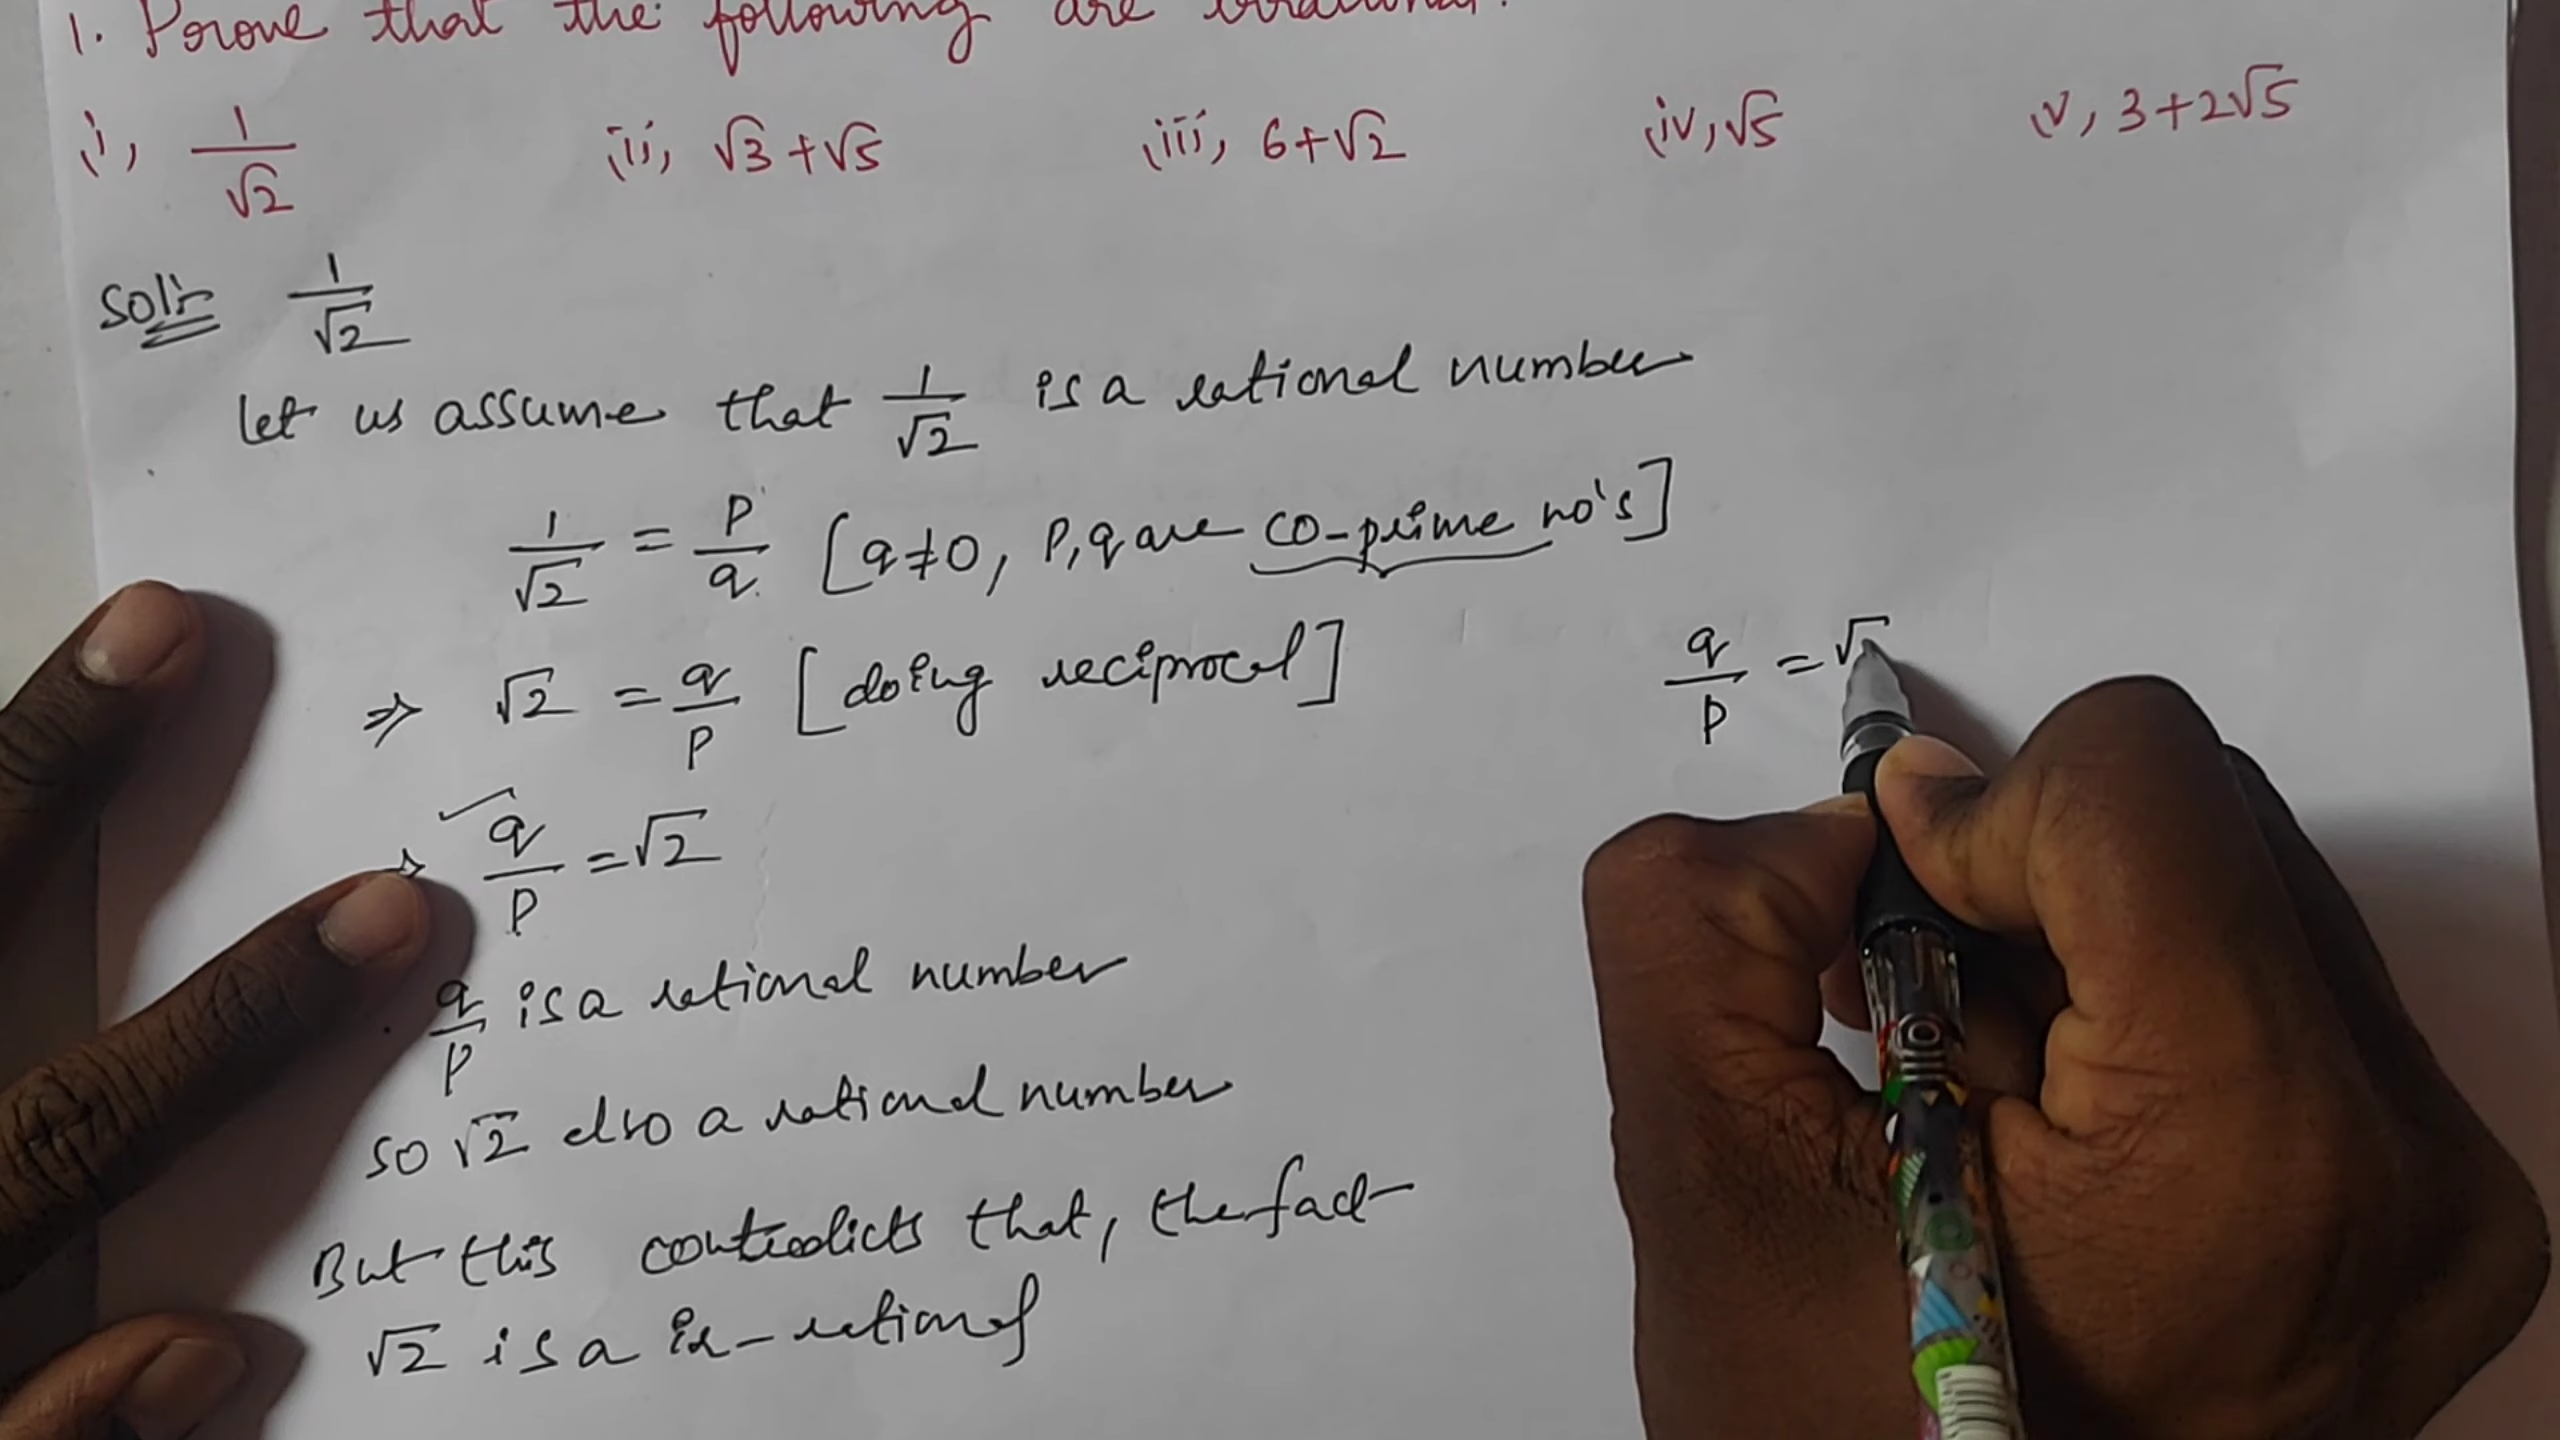 1. Prove that the following are irrational.
(i, 1/√2 (ii, √3+√5 (iii, 6+√2 (iv, √5 (v, 3+2√5
Sol:- 1/√2
let us assume that 1/√2 is a rational number
1/√2 = P/q [q≠0, P,q are co-prime no's]
⇒ √2 = q/P [doing reciprocal]
⇒ q/P = √2
q/P is a rational number
so √2 also a rational number
But this contradicts that, the fact
√2 is a ir-rational
q/P = √